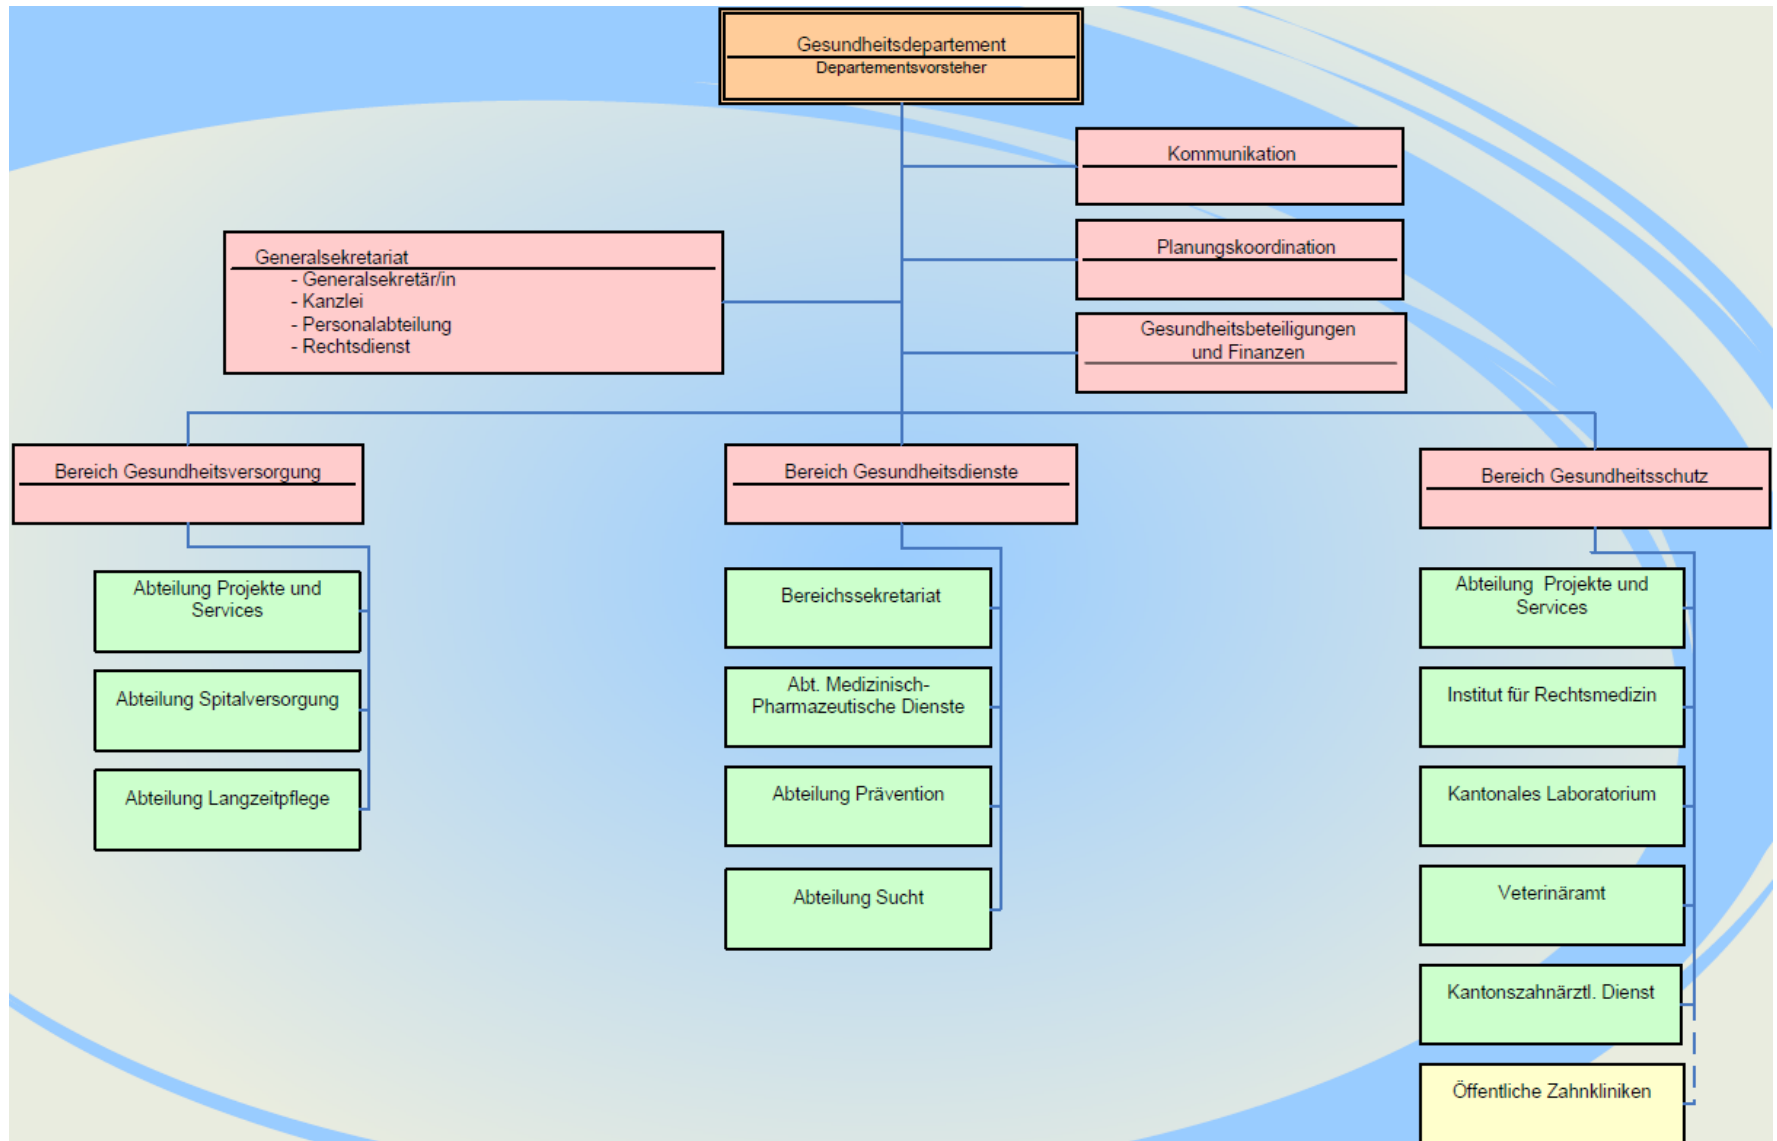 Gesundheitsdepartement
Departementsvorsteher
Kommunikation
Planungskoordination
Gesundheitsbeteiligungen
und Finanzen
Generalsekretariat
- Generalsekretär/in
- Kanzlei
- Personalabteilung
- Rechtsdienst
Bereich Gesundheitsversorgung
Abteilung Projekte und
Services
Abteilung Spitalversorgung
Abteilung Langzeitpflege
Bereich Gesundheitsdienste
Bereichssekretariat
Abt. Medizinisch-
Pharmazeutische Dienste
Abteilung Prävention
Abteilung Sucht
Bereich Gesundheitsschutz
Abteilung Projekte und
Services
Institut für Rechtsmedizin
Kantonales Laboratorium
Veterinäramt
Kantonszahnärztl. Dienst
Öffentliche Zahnkliniken